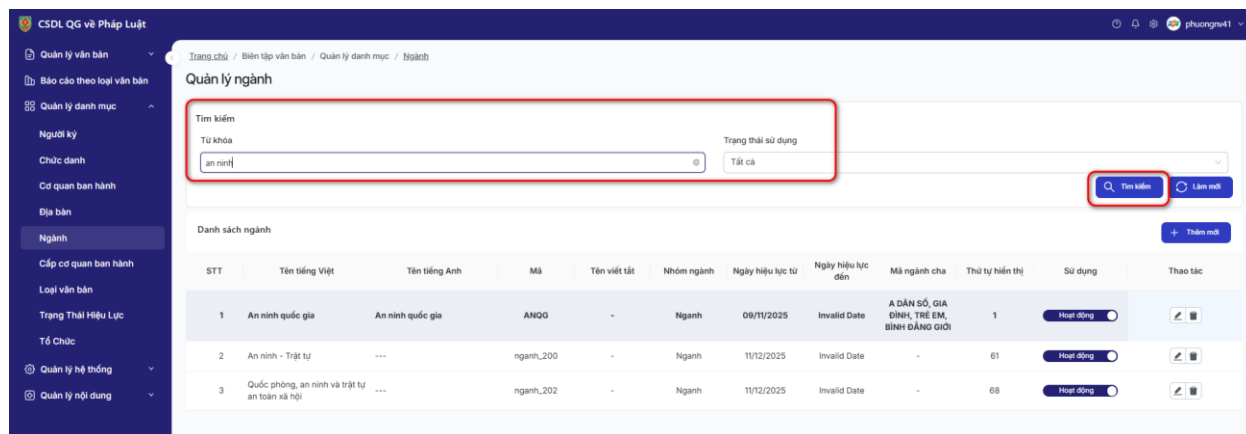 CSDL QG về Pháp Luật
phuongnv41
Quản lý văn bản
Báo cáo theo loại văn bản
Quản lý danh mục
Người ký
Chức danh
Cơ quan ban hành
Địa bàn
Ngành
Cấp cơ quan ban hành
Loại văn bản
Trạng Thái Hiệu Lực
Tổ Chức
Quản lý hệ thống
Quản lý nội dung
Trang chủ / Biên tập văn bản / Quản lý danh mục / Ngành
Quản lý ngành
Tìm kiếm
Từ khóa
Trạng thái sử dụng
an ninh
Tất cả
Tìm kiếm
Làm mới
Danh sách ngành
+ Thêm mới
STT Tên tiếng Việt Tên tiếng Anh Mã Tên viết tắt Nhóm ngành Ngày hiệu lực từ Ngày hiệu lực đến Mã ngành cha Thứ tự hiển thị Sử dụng Thao tác
1 An ninh quốc gia An ninh quốc gia ANQG - Nganh 09/11/2025 Invalid Date A DÂN SỐ, GIA ĐÌNH, TRẺ EM, BÌNH ĐẲNG GIỚI 1 Hoạt động
2 An ninh - Trật tự --- nganh_200 - Nganh 11/12/2025 Invalid Date - 61 Hoạt động
3 Quốc phòng, an ninh và trật tự an toàn xã hội --- nganh_202 - Nganh 11/12/2025 Invalid Date - 68 Hoạt động